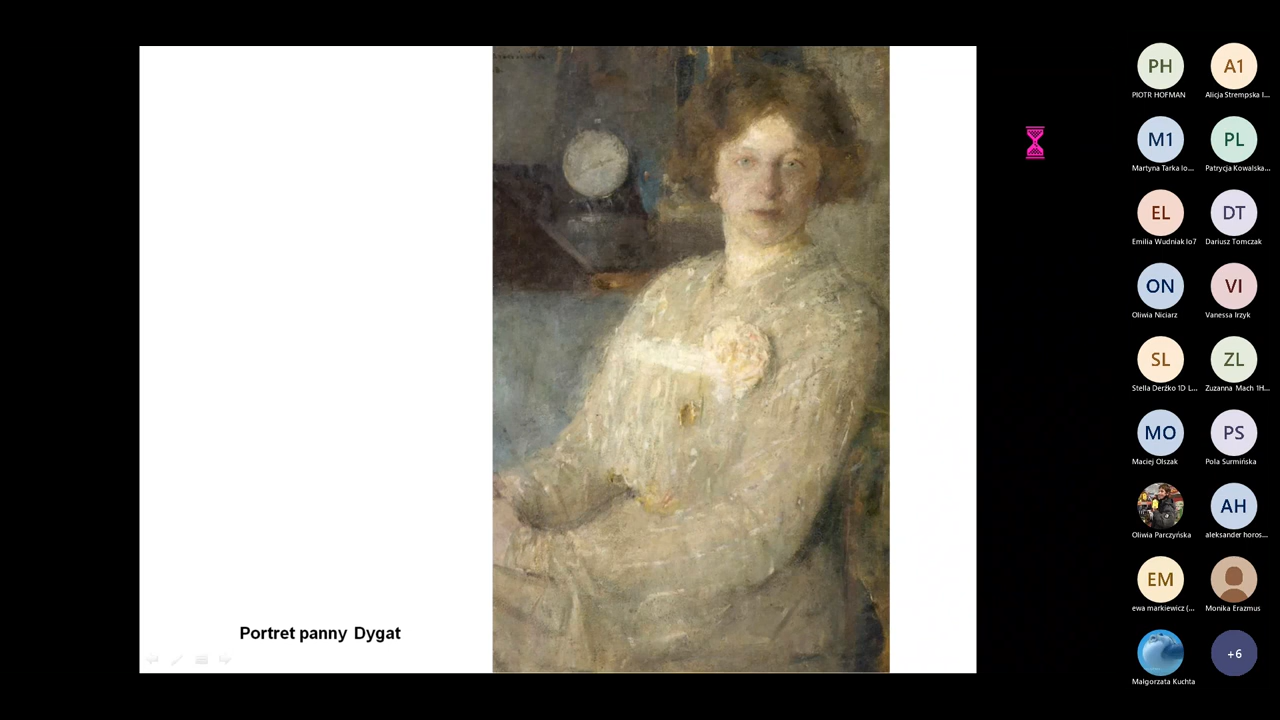 Portret panny Dygat
PH
PIOTR HOFMAN
A1
Alicja Strempska I...
M1
Martyna Tarka lo...
PL
Patrycja Kowalska...
EL
Emilia Wudniak lo7
DT
Dariusz Tomczak
ON
Oliwia Niciarz
VI
Vanessa Irzyk
SL
Stella Derźko 1D L...
ZL
Zuzanna Mach 1H...
MO
Maciej Olszak
PS
Pola Surmińska
Oliwia Parczyńska
AH
aleksander horos...
EM
ewa markiewicz (...
Monika Erazmus
Małgorzata Kuchta
+6